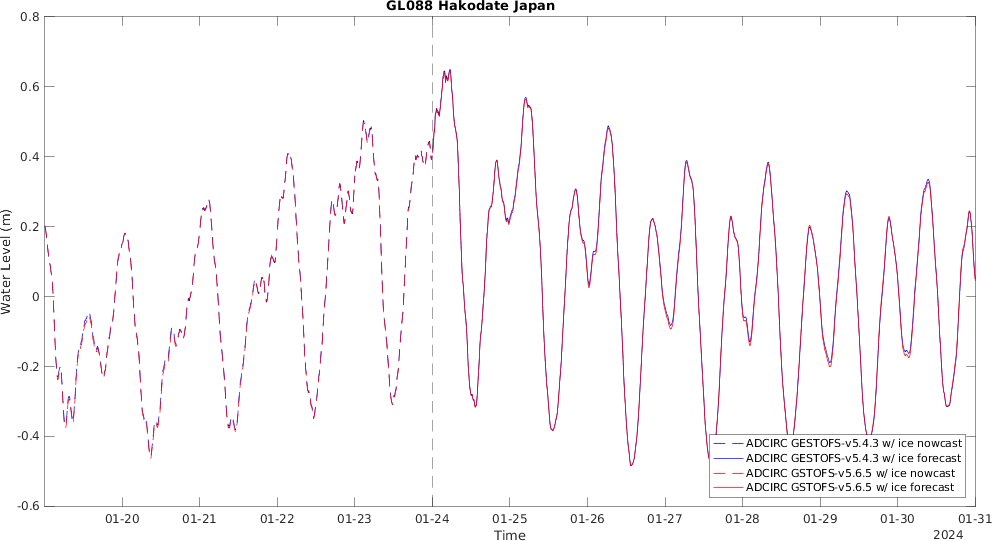 GL088 Hakodate Japan
0.8
0.6
0.4
0.2
0
-0.2
-0.4
-0.6
Water Level (m)
ADCIRC GESTOFS-v5.4.3 w/ ice nowcast
ADCIRC GESTOFS-v5.4.3 w/ ice forecast
ADCIRC GSTOFS-v5.6.5 w/ ice nowcast
ADCIRC GSTOFS-v5.6.5 w/ ice forecast
01-20 01-21 01-22 01-23 01-24 01-25 01-26 01-27 01-28 01-29 01-30 01-31
Time
2024